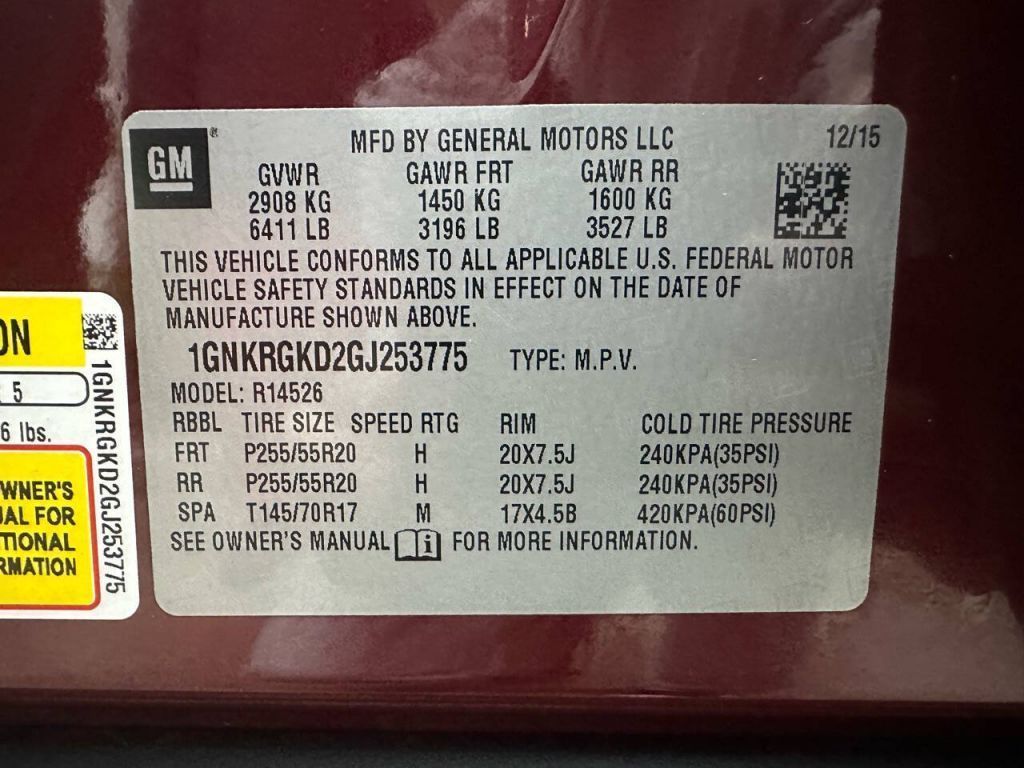 GM
MFD BY GENERAL MOTORS LLC 12/15
GVWR GAWR FRT GAWR RR
2908 KG 1450 KG 1600 KG
6411 LB 3196 LB 3527 LB
THIS VEHICLE CONFORMS TO ALL APPLICABLE U.S. FEDERAL MOTOR
VEHICLE SAFETY STANDARDS IN EFFECT ON THE DATE OF
MANUFACTURE SHOWN ABOVE.
1GNKRGKD2GJ253775 TYPE: M.P.V.
MODEL: R14526
RBBL TIRE SIZE SPEED RTG RIM COLD TIRE PRESSURE
FRT P255/55R20 H 20X7.5J 240KPA(35PSI)
RR P255/55R20 H 20X7.5J 240KPA(35PSI)
SPA T145/70R17 M 17X4.5B 420KPA(60PSI)
SEE OWNER'S MANUAL i FOR MORE INFORMATION.
ON
5
6 lbs.
WNER'S
UAL FOR
TIONAL
RMATION
1GNKRGKD2GJ253775